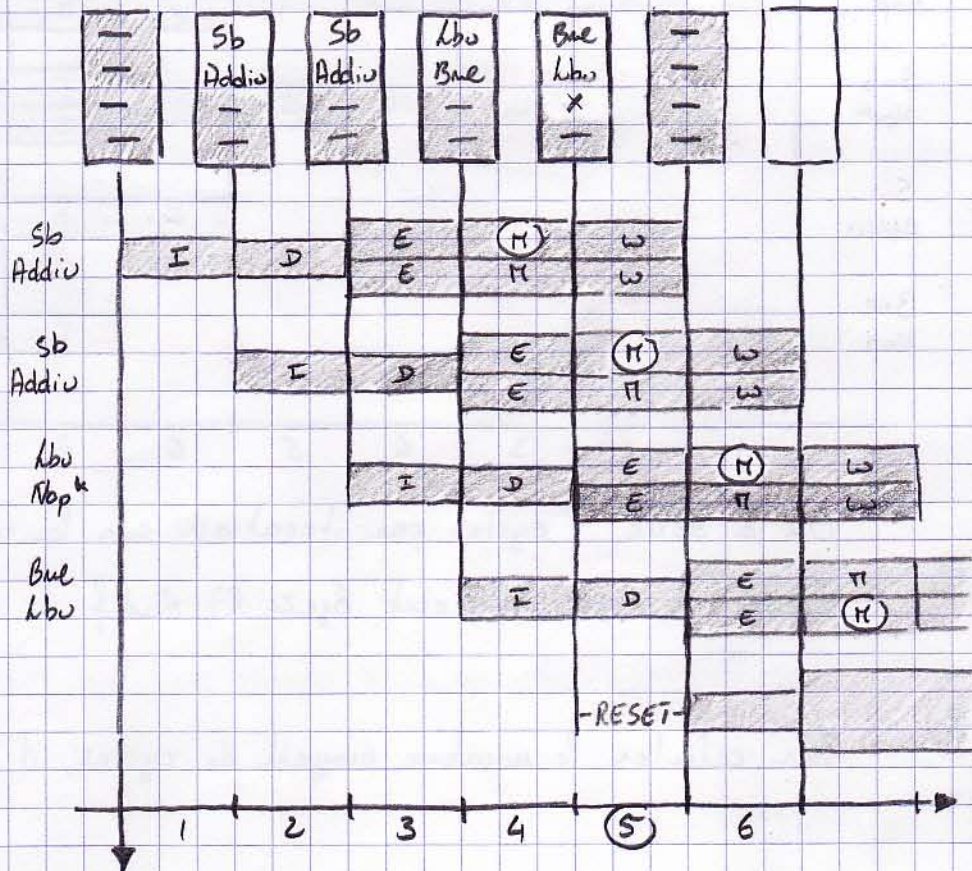 — Sb Sb Lbu Bne —
— Addiu Addiu Bne Lbu —
— — — — × —
— — — — — —
Sb
Addiu
I D E M W
E M W
Sb
Addiu
I D E M W
E M W
Lbu
Nop*
I D E M W
E M W
Bne
Lbu
I D E M
E M
-RESET-
1 2 3 4 5 6